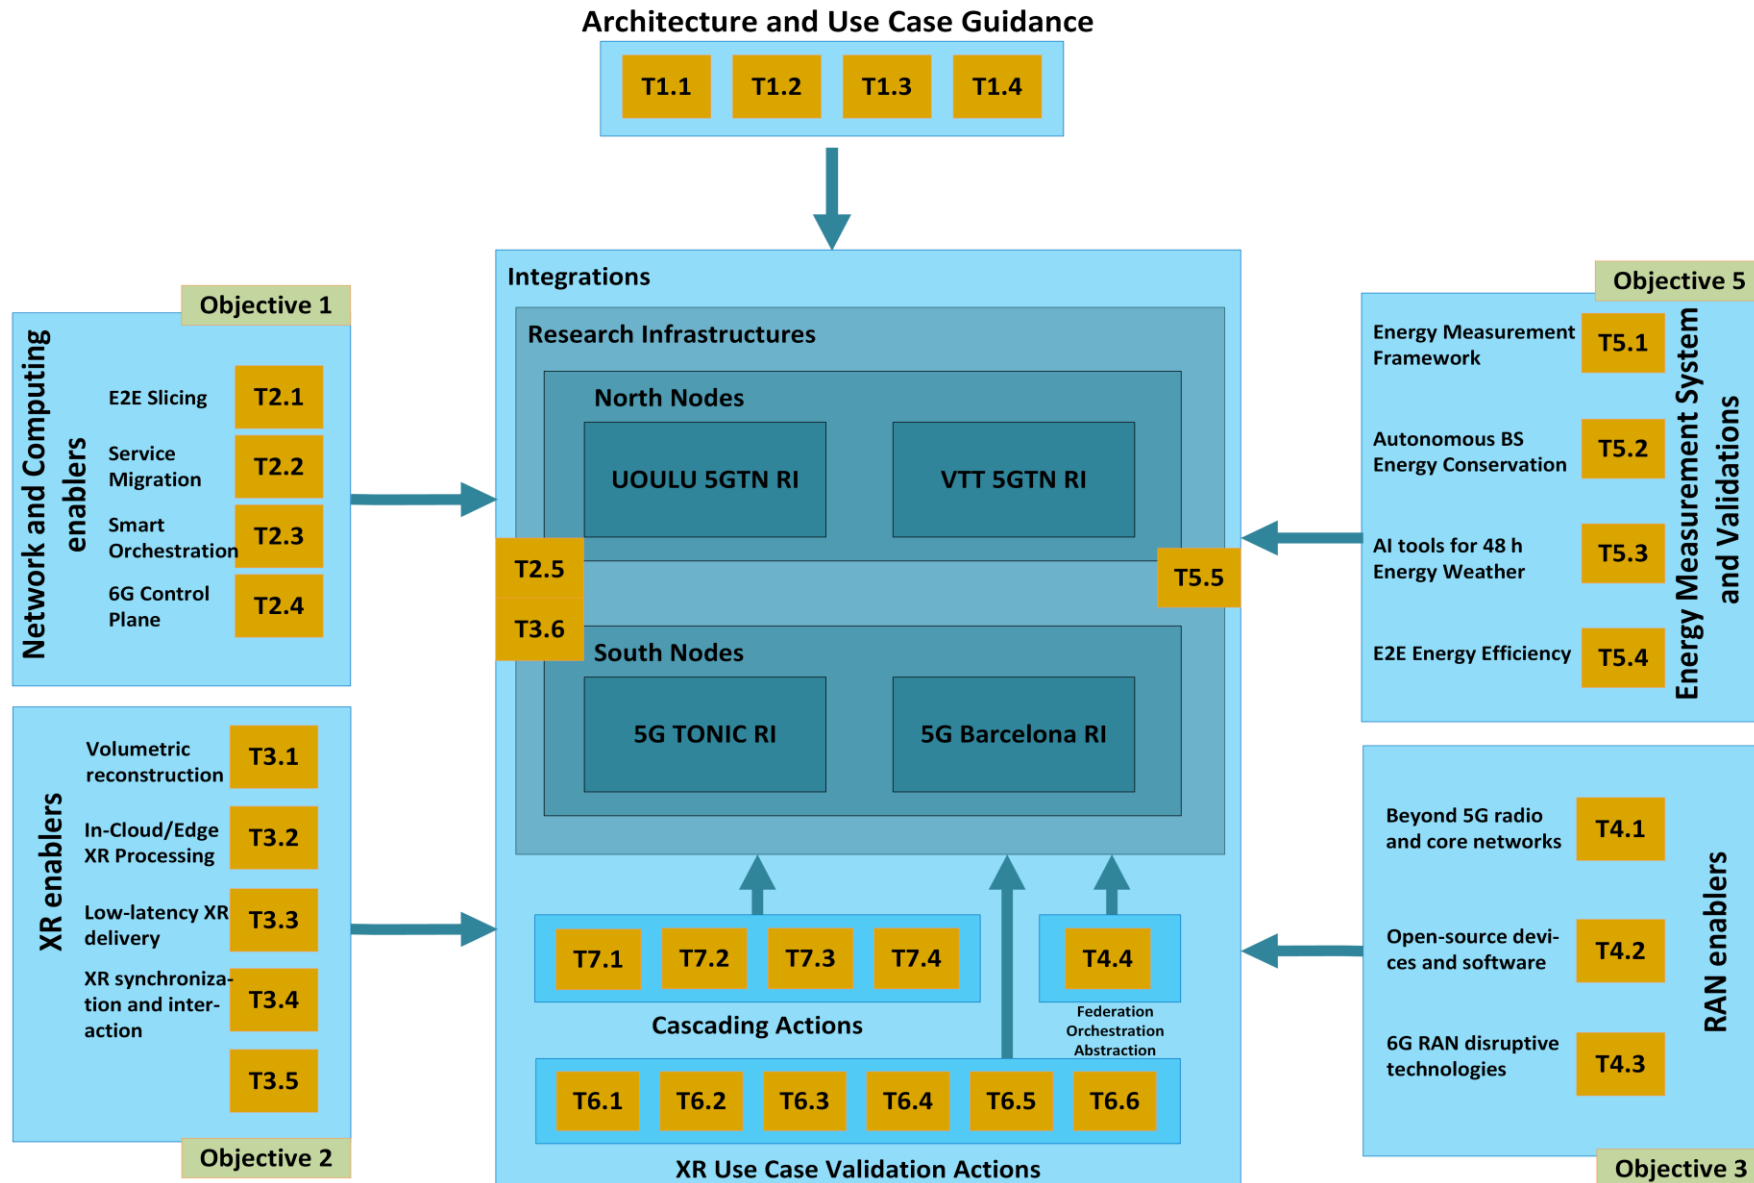 Architecture and Use Case Guidance
T1.1
T1.2
T1.3
T1.4
Objective 1
Network and Computing
enablers
E2E Slicing
T2.1
Service
Migration
T2.2
Smart
Orchestration
T2.3
6G Control
Plane
T2.4
XR enablers
Volumetric
reconstruction
T3.1
In-Cloud/Edge
XR Processing
T3.2
Low-latency XR
delivery
T3.3
XR synchroniza-
tion and inter-
action
T3.4
T3.5
Objective 2
Integrations
Research Infrastructures
North Nodes
UOULU 5GTN RI
VTT 5GTN RI
T2.5
T3.6
T5.5
South Nodes
5G TONIC RI
5G Barcelona RI
T7.1
T7.2
T7.3
T7.4
Cascading Actions
T4.4
Federation
Orchestration
Abstraction
T6.1
T6.2
T6.3
T6.4
T6.5
T6.6
XR Use Case Validation Actions
Objective 5
Energy Measurement
Framework
T5.1
Autonomous BS
Energy Conservation
T5.2
AI tools for 48 h
Energy Weather
T5.3
E2E Energy Efficiency
T5.4
Energy Measurement System
and Validations
Beyond 5G radio
and core networks
T4.1
Open-source devi-
ces and software
T4.2
6G RAN disruptive
technologies
T4.3
RAN enablers
Objective 3